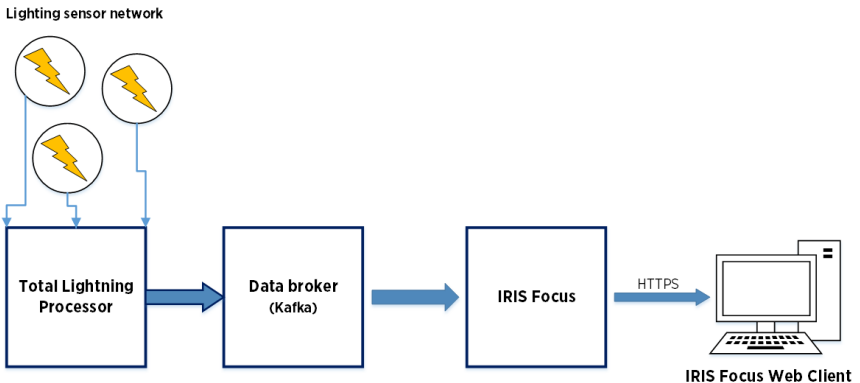 Lighting sensor network
Total Lightning
Processor
Data broker
(Kafka)
IRIS Focus
HTTPS
IRIS Focus Web Client